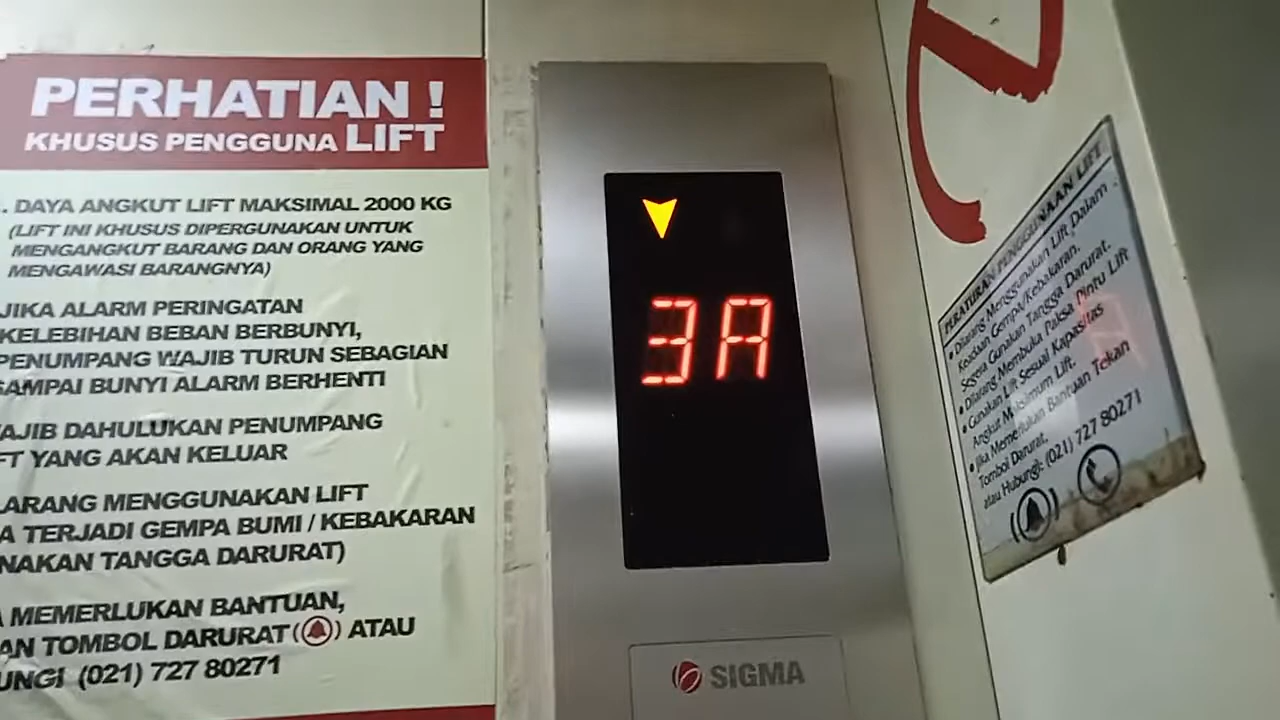 PERHATIAN !
KHUSUS PENGGUNA LIFT
. DAYA ANGKUT LIFT MAKSIMAL 2000 KG
(LIFT INI KHUSUS DIPERGUNAKAN UNTUK
MENGANGKUT BARANG DAN ORANG YANG
MENGAWASI BARANGNYA)
JIKA ALARM PERINGATAN
KELEBIHAN BEBAN BERBUNYI,
PENUMPANG WAJIB TURUN SEBAGIAN
SAMPAI BUNYI ALARM BERHENTI
AJIB DAHULUKAN PENUMPANG
FT YANG AKAN KELUAR
LARANG MENGGUNAKAN LIFT
A TERJADI GEMPA BUMI / KEBAKARAN
NAKAN TANGGA DARURAT)
A MEMERLUKAN BANTUAN,
AN TOMBOL DARURAT ATAU
UNGI (021) 727 80271
3A
SIGMA
PERATURAN PENGGUNAAN LIFT
• Dilarang Menggunakan Lift Dalam
Keadaan Gempa/Kebakaran.
Segera Gunakan Tangga Darurat.
• Dilarang Membuka Paksa Pintu Lift
• Gunakan Lift Sesuai Kapasitas
Angkut Maksimum Lift.
• Jika Memerlukan Bantuan Tekan
Tombol Darurat,
atau Hubungi: (021) 727 80271